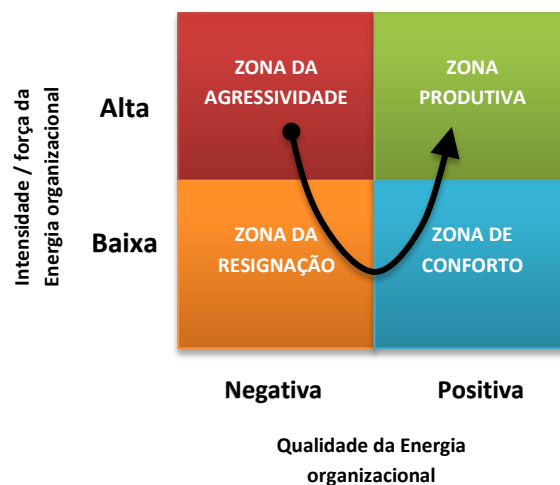 Intensidade / força da
Energia organizacional
Alta
Baixa
ZONA DA
AGRESSIVIDADE
ZONA
PRODUTIVA
ZONA DA
RESIGNAÇÃO
ZONA DE
CONFORTO
Negativa
Positiva
Qualidade da Energia
organizacional